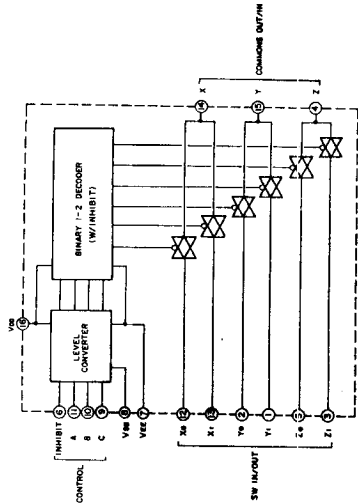 VDD
16
CONTROL
INHIBIT
6
A
11
B
10
C
9
VSS
8
VEE
7
LEVEL
CONVERTER
BINARY 1-2 DECODER
(W/INHIBIT)
SW IN/OUT
X0
12
X1
13
Y0
2
Y1
1
Z0
5
Z1
3
14
X
15
Y
4
Z
COMMONS OUT/IN